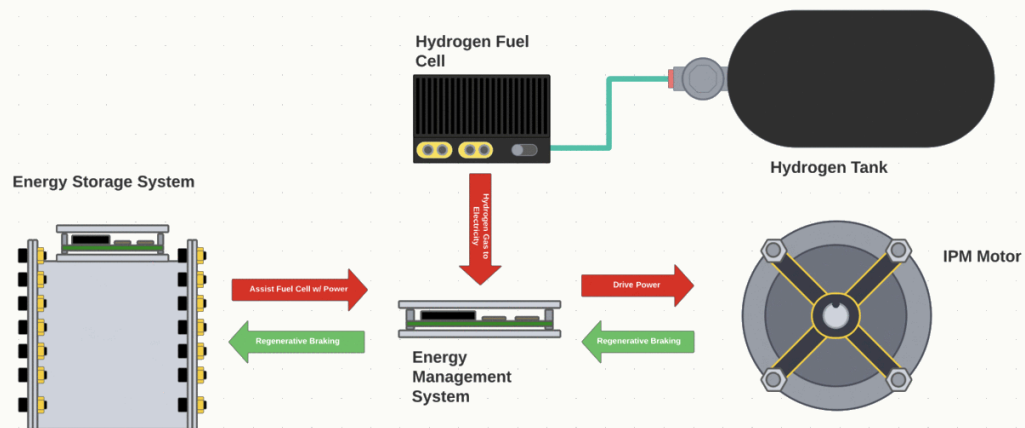 Hydrogen Fuel
Cell
Hydrogen Tank
Energy Storage System
Hydrogen Gas to
Electricity
IPM Motor
Assist Fuel Cell w/ Power
Drive Power
Regenerative Braking
Regenerative Braking
Energy
Management
System